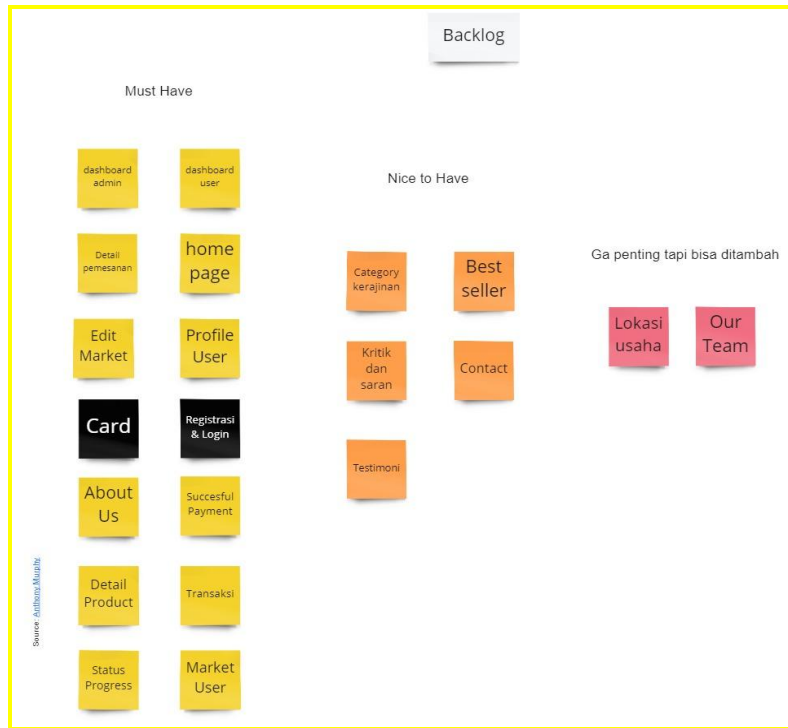 Backlog
Must Have
dashboard
admin
dashboard
user
Detail
pemesanan
home
page
Edit
Market
Profile
User
Card
Registrasi
& Login
About
Us
Succesful
Payment
Detail
Product
Transaksi
Status
Progress
Market
User
Nice to Have
Category
kerajinan
Best
seller
Kritik
dan
saran
Contact
Testimoni
Ga penting tapi bisa ditambah
Lokasi
usaha
Our
Team
Source: Anthony Murphy